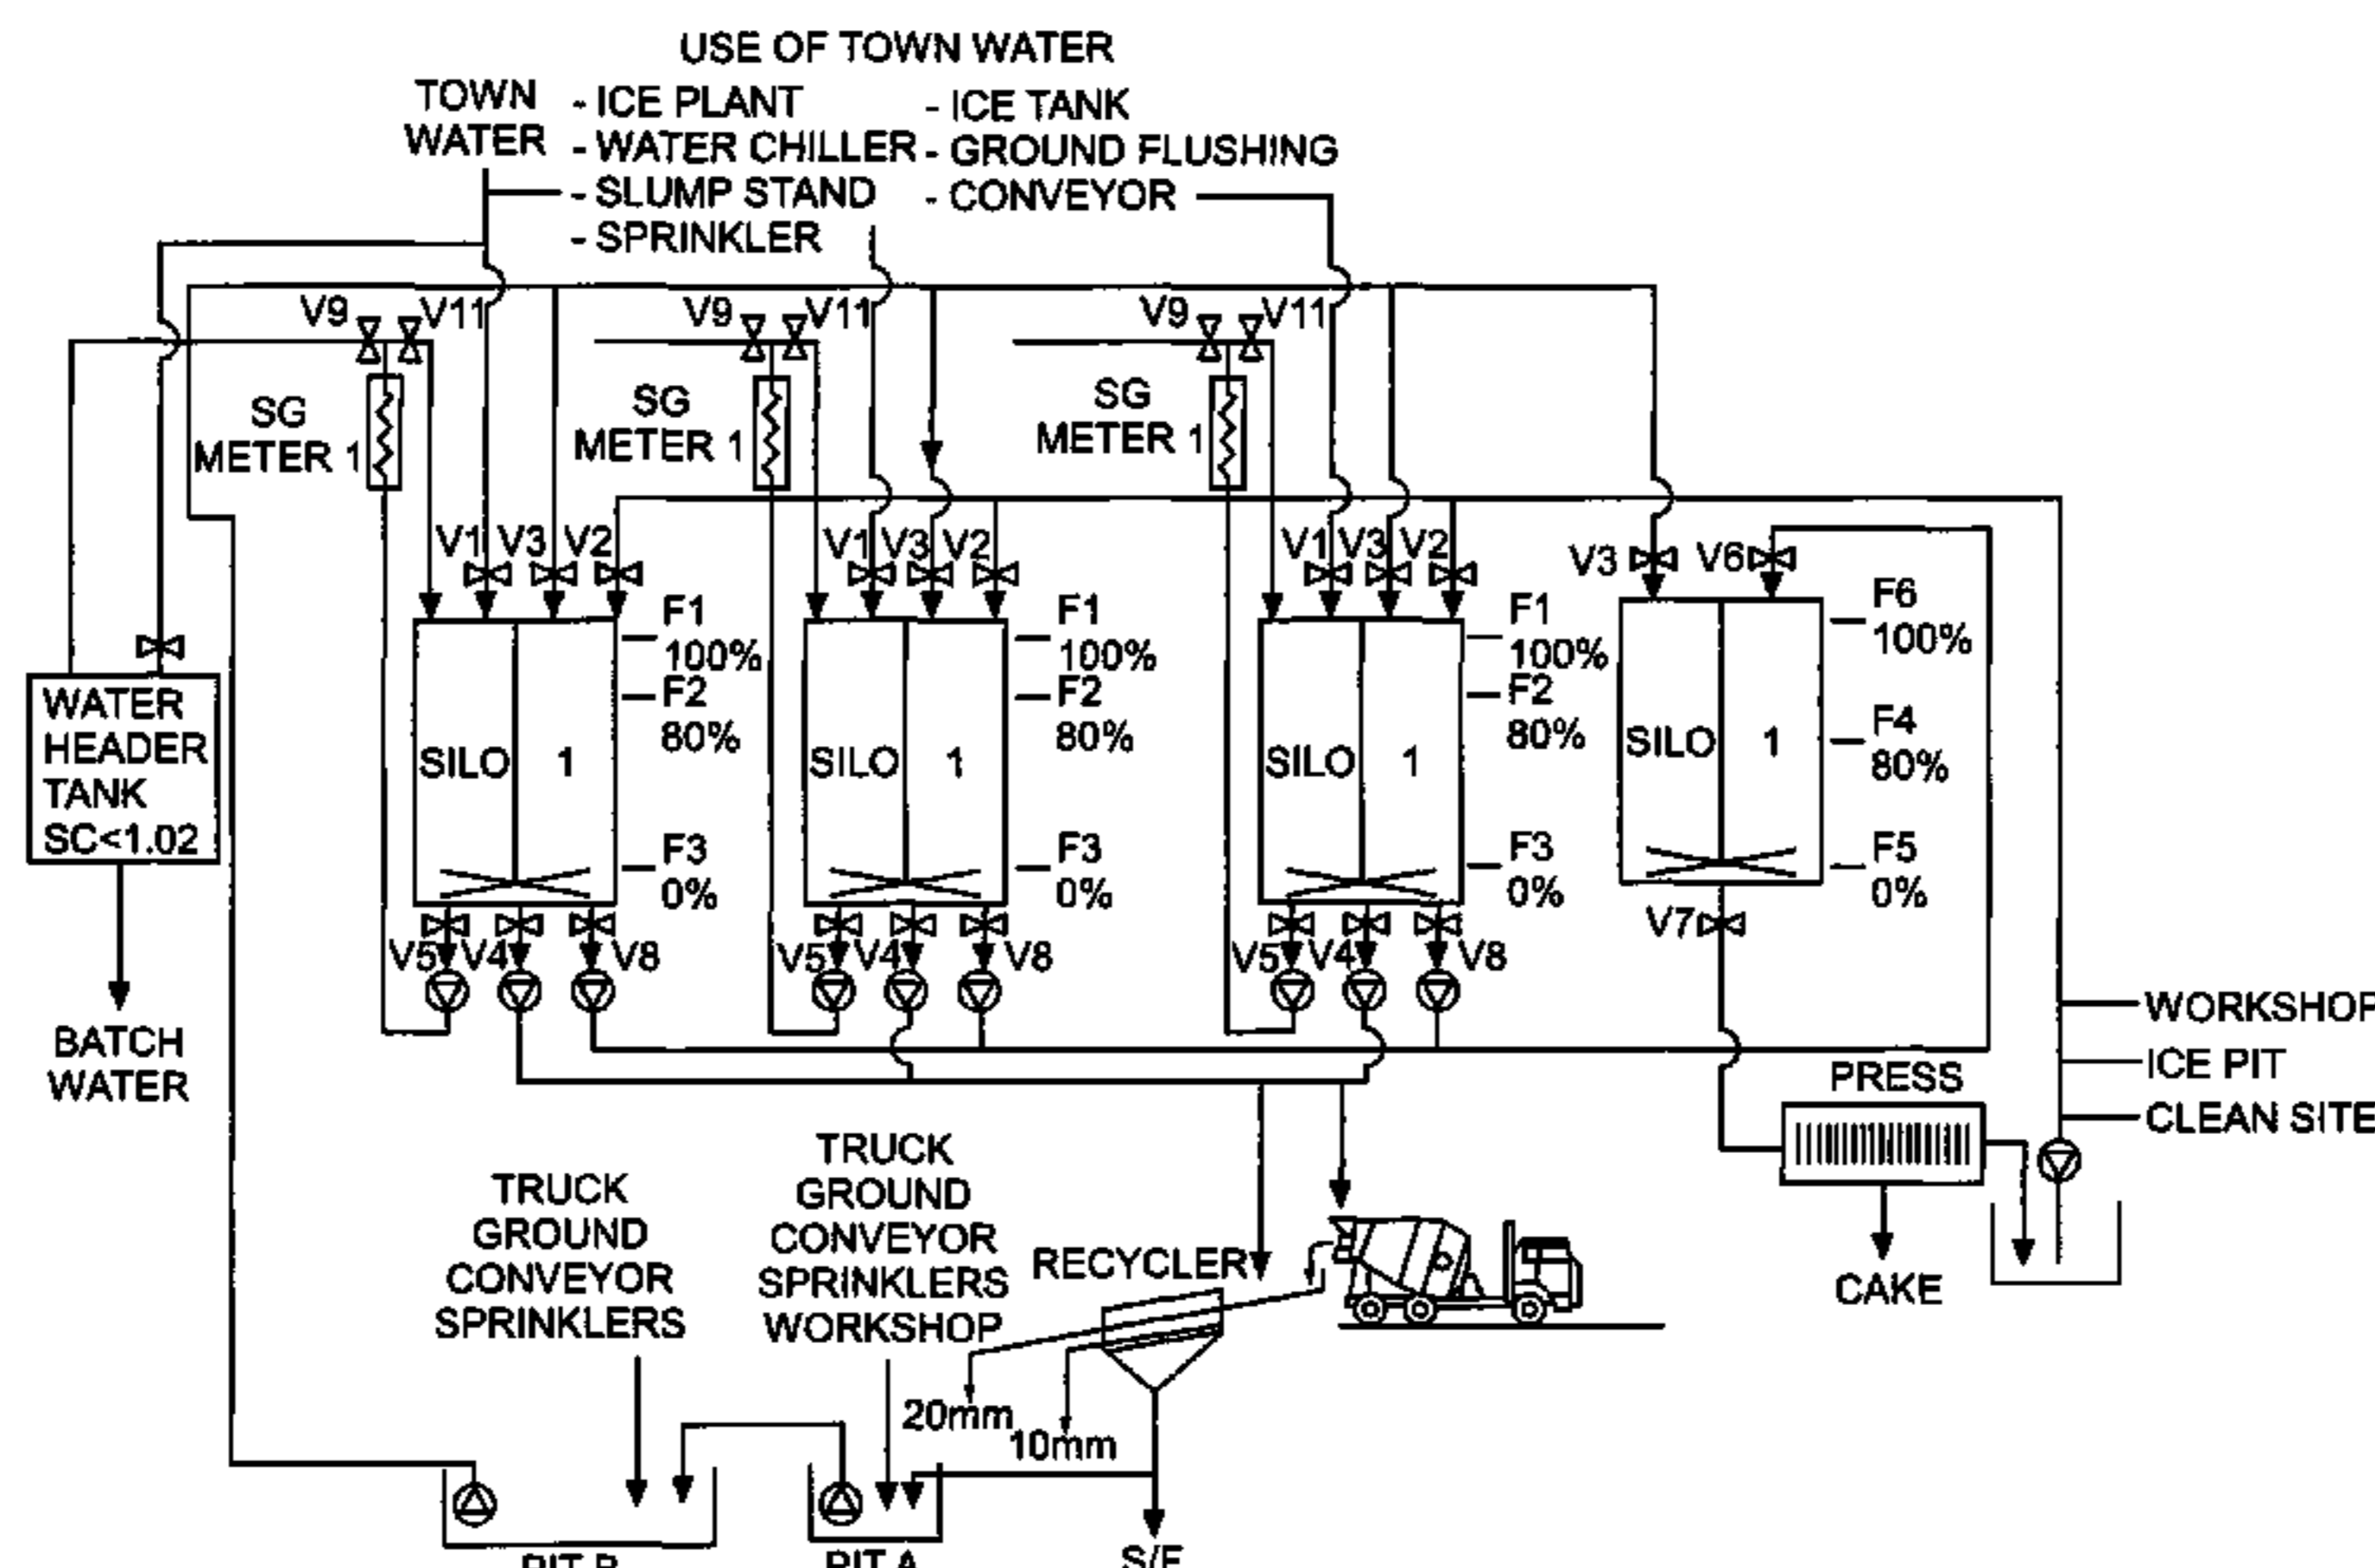 USE OF TOWN WATER
TOWN
WATER
- ICE PLANT
- WATER CHILLER
- SLUMP STAND
- SPRINKLER
- ICE TANK
- GROUND FLUSHING
- CONVEYOR
V9
V11
V9
V11
V9
V11
SG
METER 1
SG
METER 1
SG
METER 1
V1
V3
V2
V1
V3
V2
V1
V3
V2
V3
V6
WATER
HEADER
TANK
SC<1.02
BATCH
WATER
SILO 1
F1
100%
F2
80%
F3
0%
SILO 1
F1
100%
F2
80%
F3
0%
SILO 1
F1
100%
F2
80%
F3
0%
SILO 1
F6
100%
F4
80%
F5
0%
V5
V4
V8
V5
V4
V8
V5
V4
V8
V7
WORKSHOP
ICE PIT
CLEAN SITE
PRESS
CAKE
TRUCK
GROUND
CONVEYOR
SPRINKLERS
TRUCK
GROUND
CONVEYOR
SPRINKLERS
WORKSHOP
RECYCLER
20mm
10mm
PIT B
PIT A